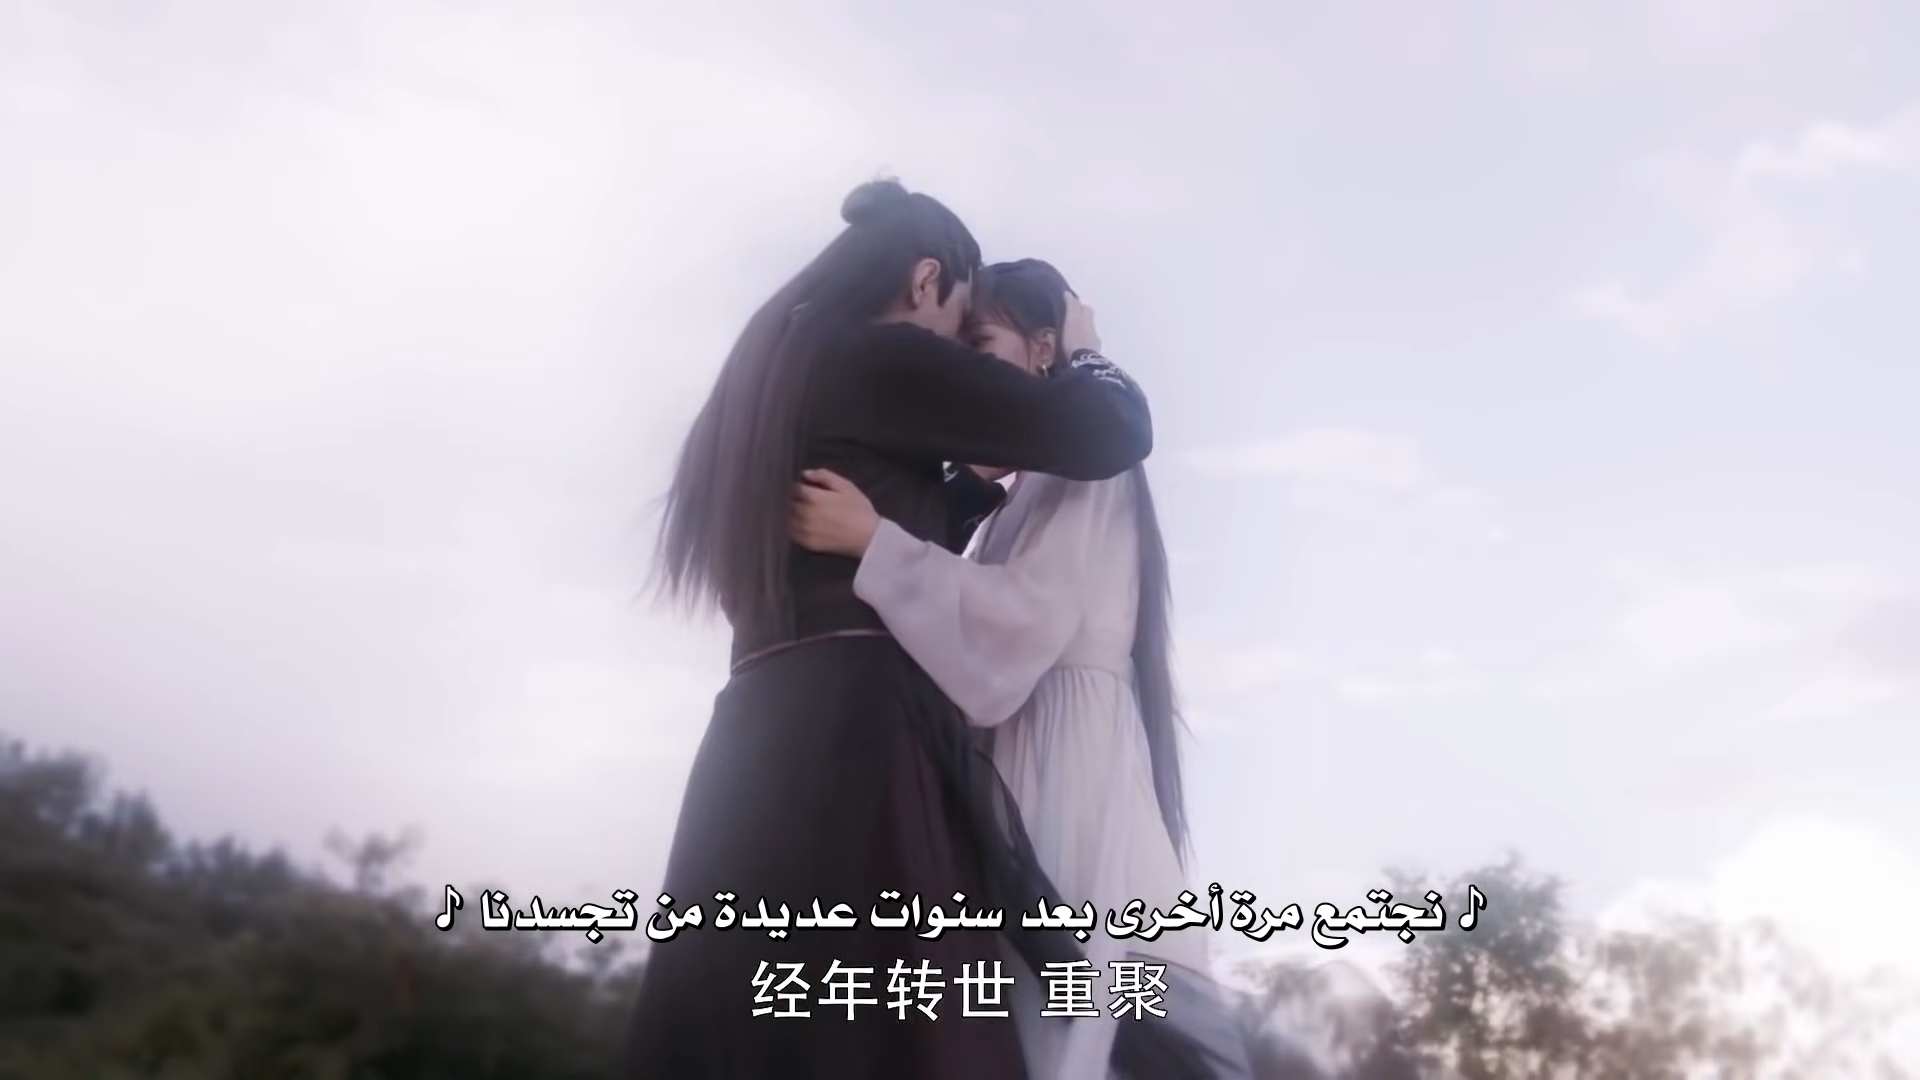 ♪ نجتمع مرة أخرى بعد سنوات عديدة من تجسدنا ♪
经年转世 重聚